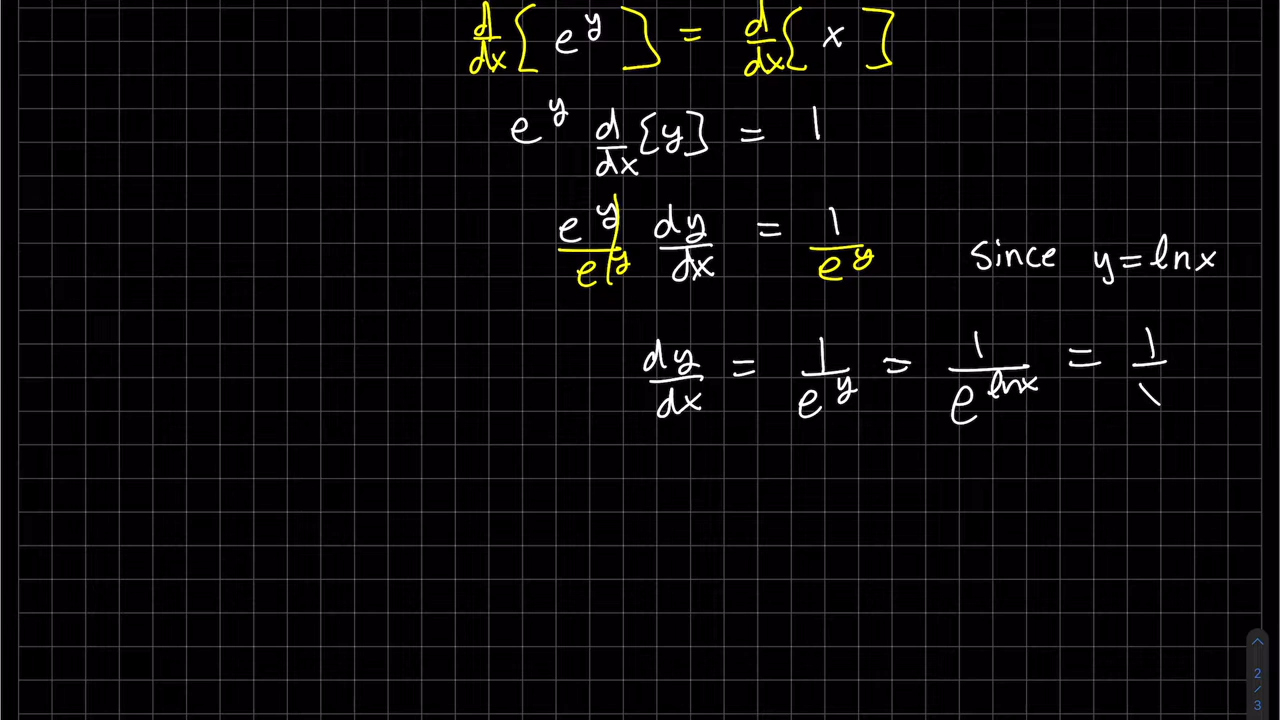 d/dx [ e^y ] = d/dx [ x ]
e^y d/dx [y] = 1
e^y/e^y dy/dx = 1/e^y
since y = ln x
dy/dx = 1/e^y = 1/e^ln x = 1/
2/3